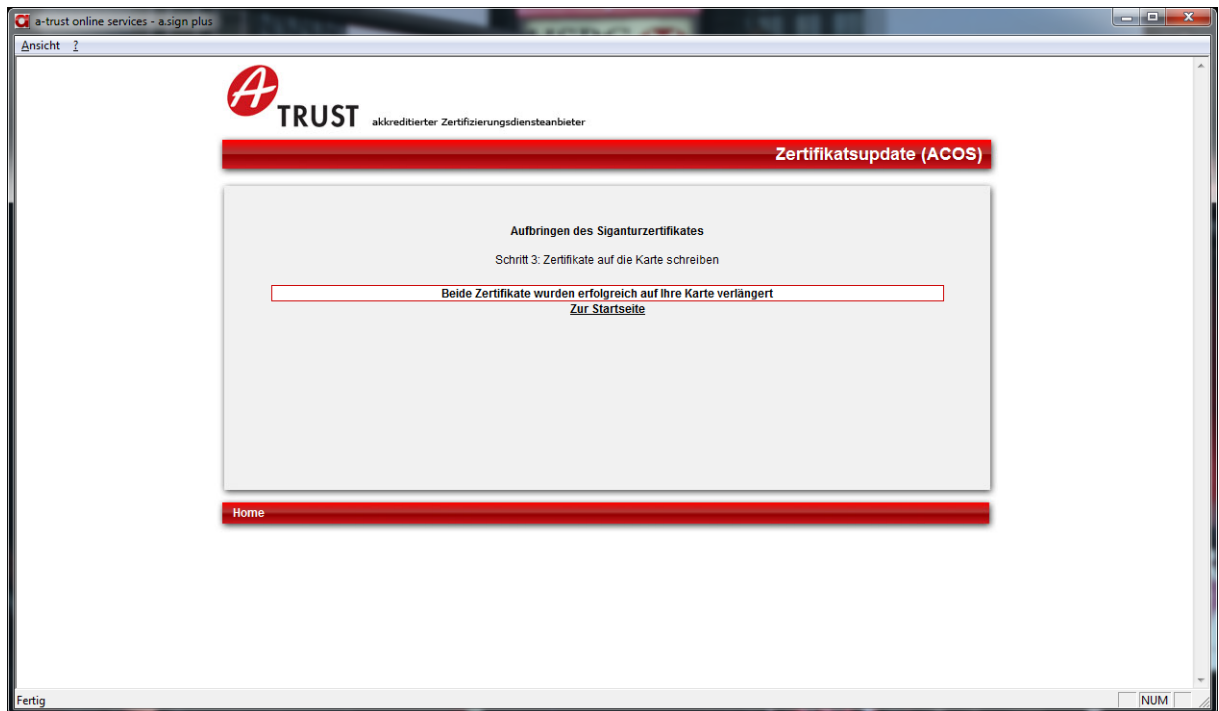 a-trust online services - a.sign plus
Ansicht ?
A
TRUST akkreditierter Zertifizierungsdiensteanbieter
Zertifikatsupdate (ACOS)
Aufbringen des Siganturzertifikates
Schritt 3: Zertifikate auf die Karte schreiben
Beide Zertifikate wurden erfolgreich auf Ihre Karte verlängert
Zur Startseite
Home
Fertig NUM